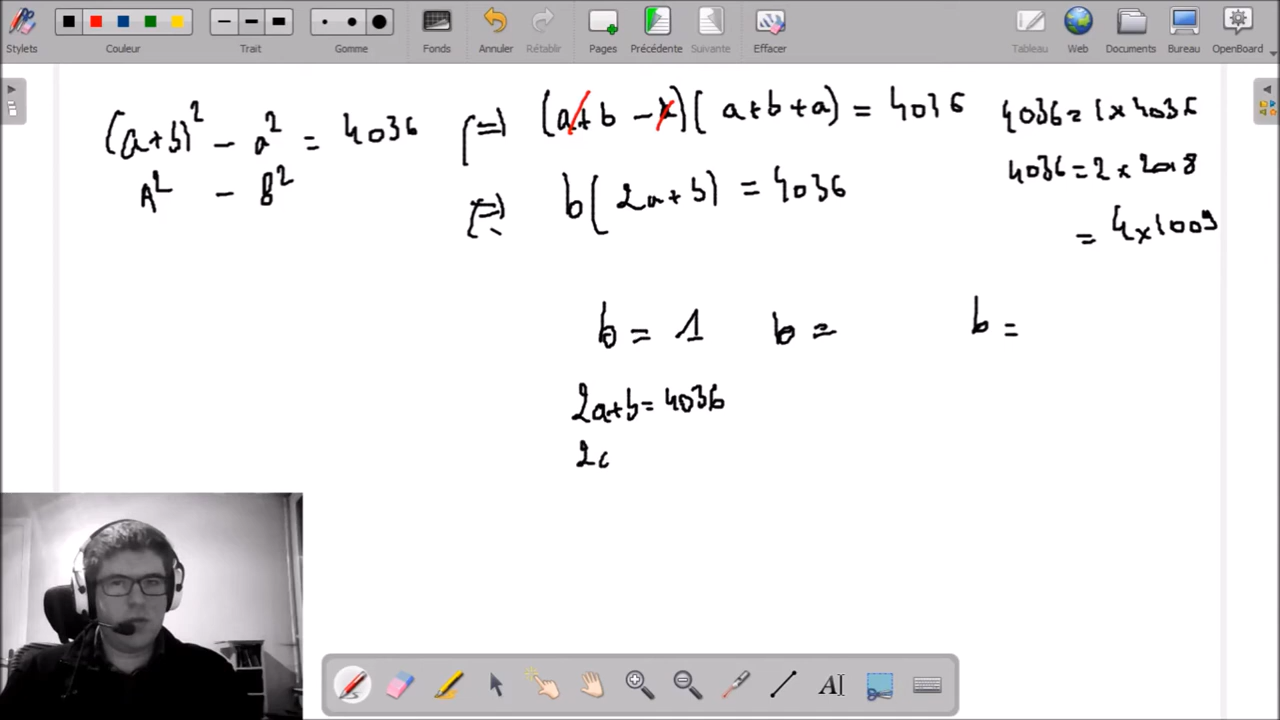 Stylets
Couleur
Trait
Gomme
Fonds
Annuler
Rétablir
Pages
Précédente
Suivante
Effacer
Tableau
Web
Documents
Bureau
OpenBoard
(a+b)² - a² = 4036 (=) (a+b - a)(a+b+a) = 4036
A² - B²
(=) b(2a+b) = 4036
4036 = 1 x 4036
4036 = 2 x 2018
= 4 x 1009
b = 1 b = b =
2a+b = 4036
2a